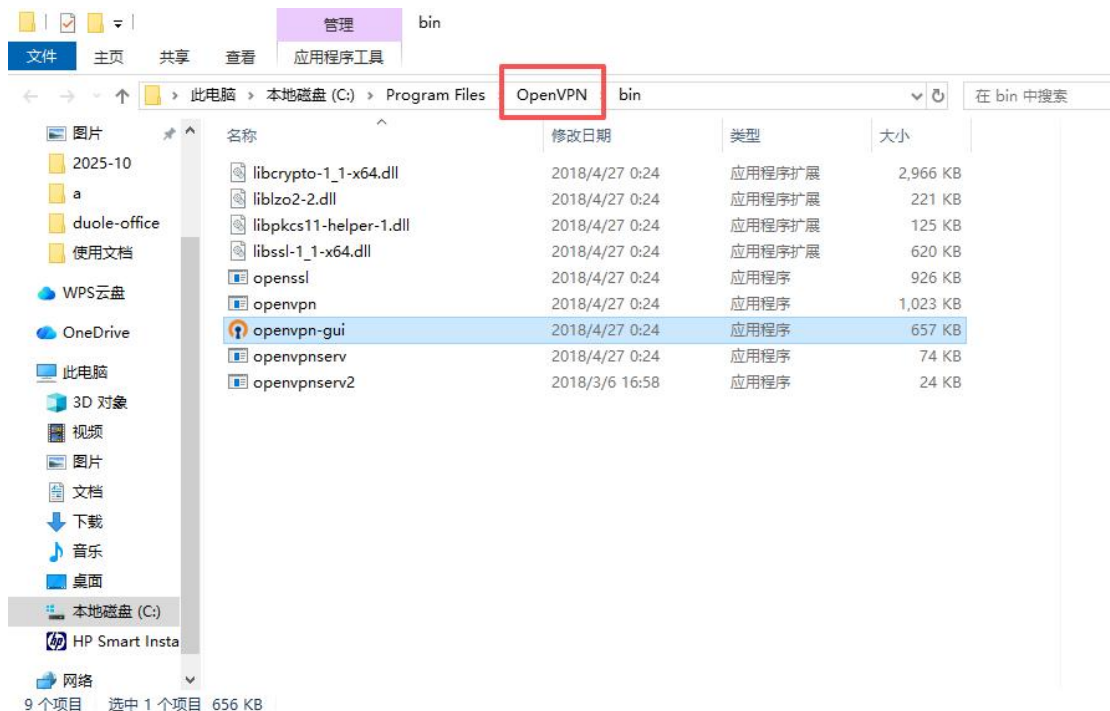 管理
bin
文件
主页
共享
查看
应用程序工具
此电脑 › 本地磁盘 (C:) › Program Files OpenVPN bin
在 bin 中搜索
名称
修改日期
类型
大小
libcrypto-1_1-x64.dll 2018/4/27 0:24 应用程序扩展 2,966 KB
liblzo2-2.dll 2018/4/27 0:24 应用程序扩展 221 KB
libpkcs11-helper-1.dll 2018/4/27 0:24 应用程序扩展 125 KB
libssl-1_1-x64.dll 2018/4/27 0:24 应用程序扩展 620 KB
openssl 2018/4/27 0:24 应用程序 926 KB
openvpn 2018/4/27 0:24 应用程序 1,023 KB
openvpn-gui 2018/4/27 0:24 应用程序 657 KB
openvpnserv 2018/4/27 0:24 应用程序 74 KB
openvpnserv2 2018/3/6 16:58 应用程序 24 KB
图片
2025-10
a
duole-office
使用文档
WPS云盘
OneDrive
此电脑
3D 对象
视频
图片
文档
下载
音乐
桌面
本地磁盘 (C:)
HP Smart Insta
网络
9 个项目 选中 1 个项目 656 KB